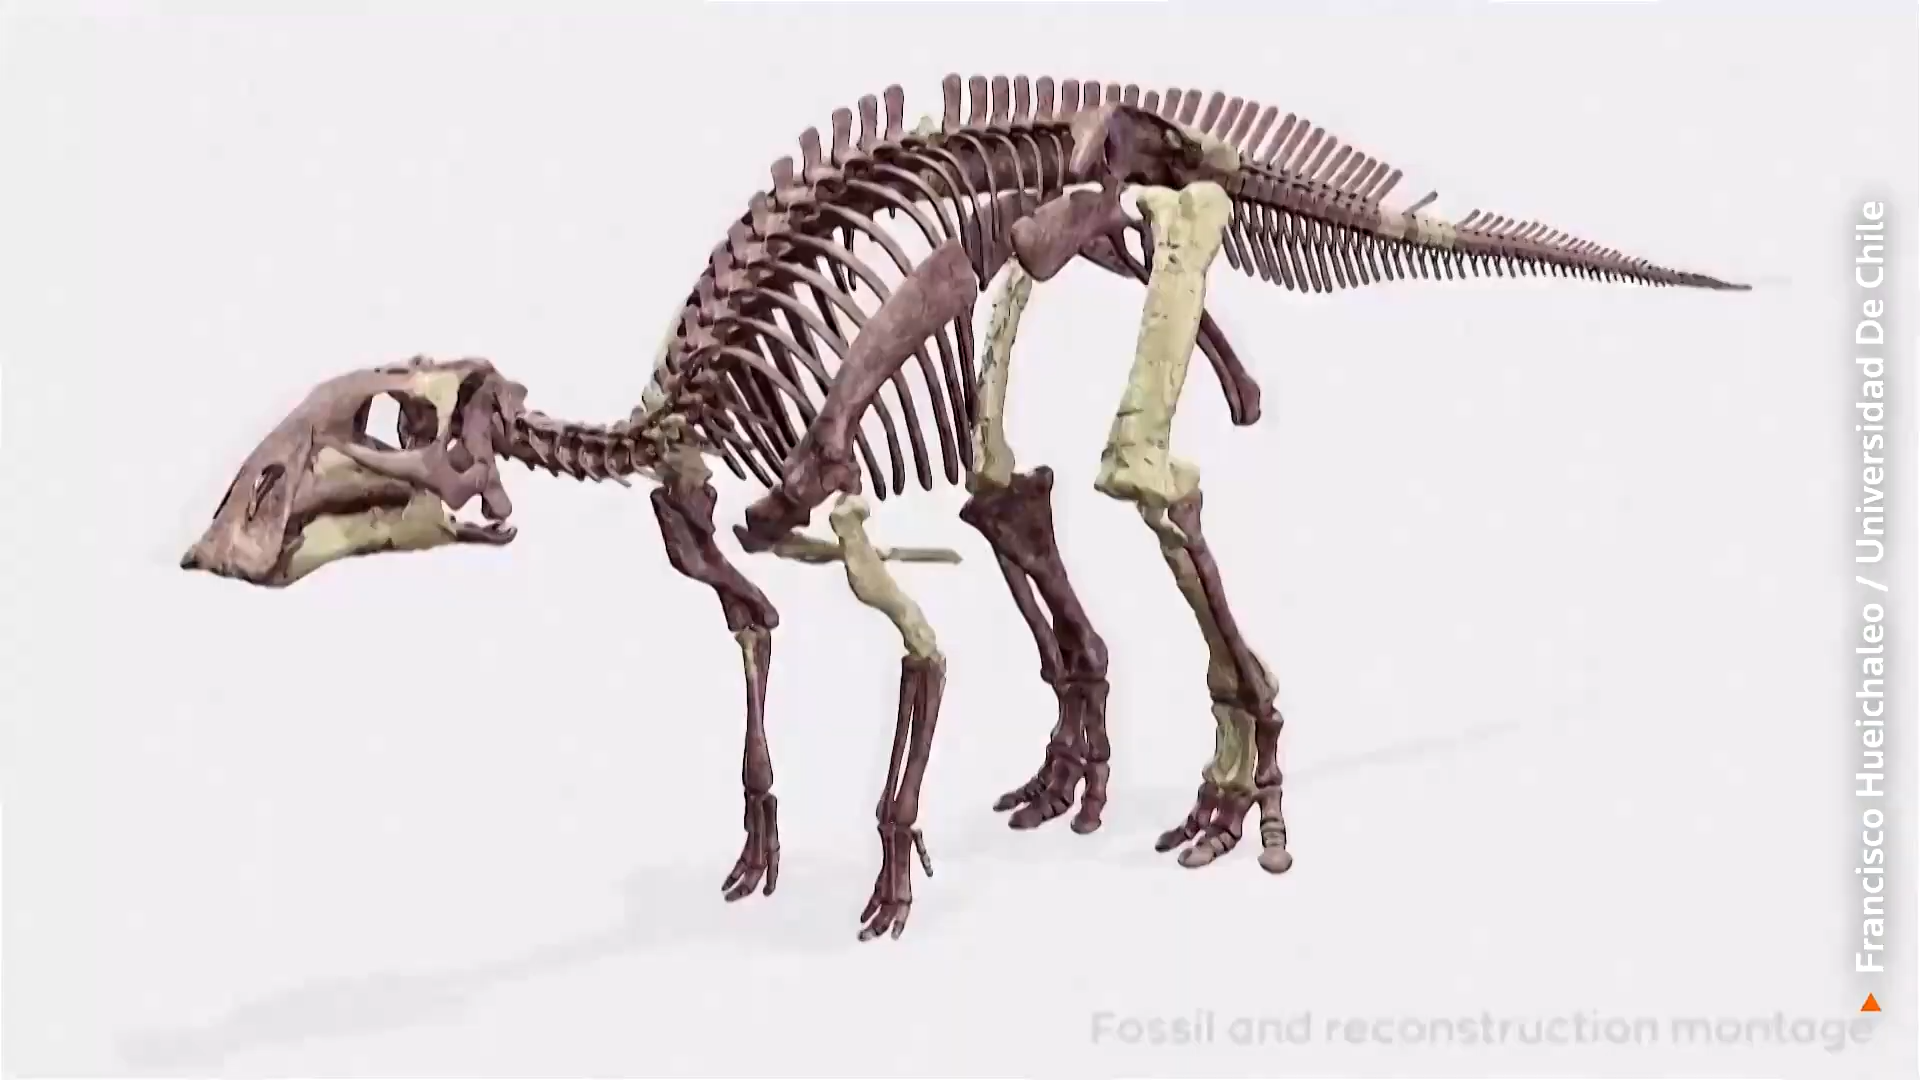 Francisco Hueichaleo / Universidad De Chile
Fossil and reconstruction montage